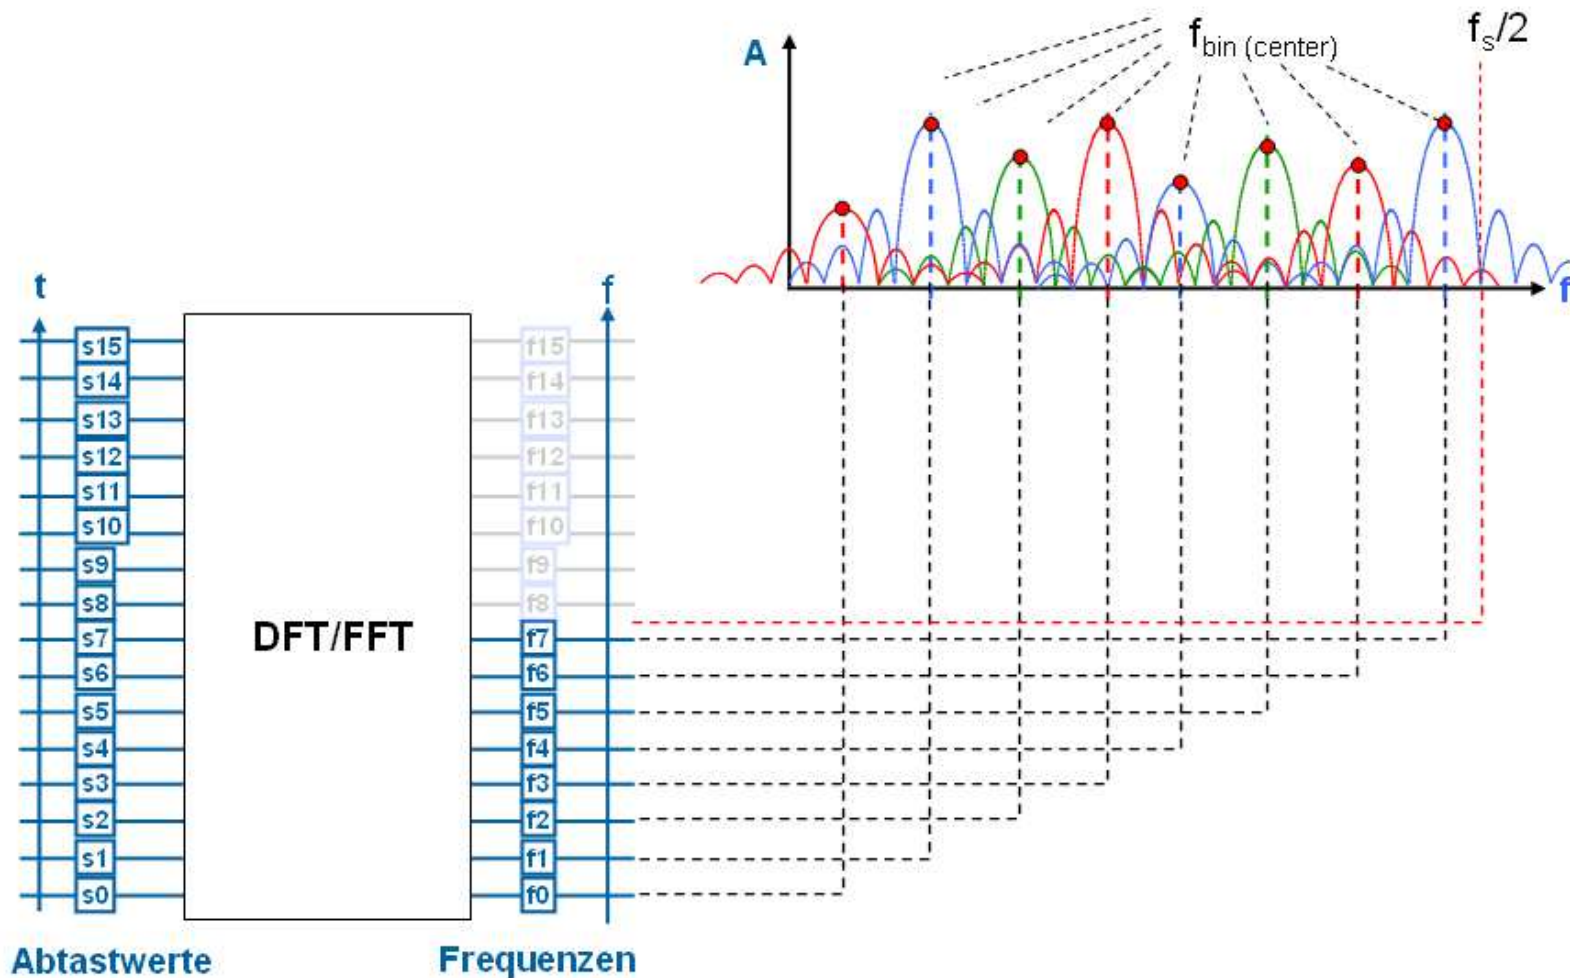 A
f_bin (center)
f_s/2
f
t
f
s15
s14
s13
s12
s11
s10
s9
s8
s7
s6
s5
s4
s3
s2
s1
s0
DFT/FFT
f15
f14
f13
f12
f11
f10
f9
f8
f7
f6
f5
f4
f3
f2
f1
f0
Abtastwerte
Frequenzen